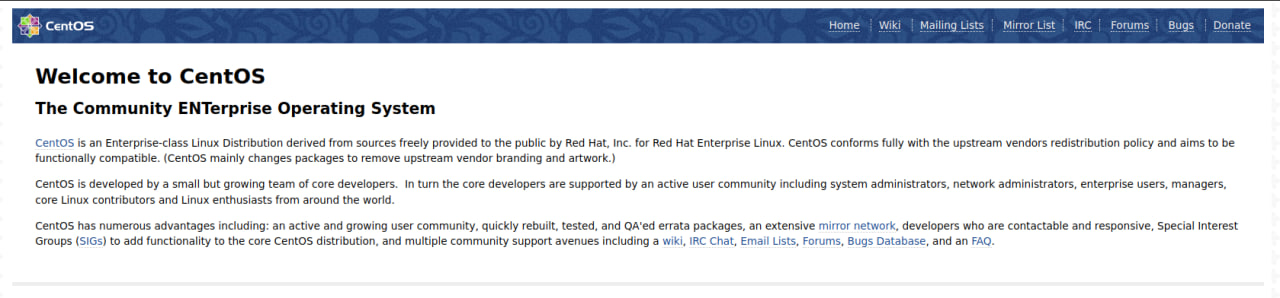 CentOS
Home Wiki Mailing Lists Mirror List IRC Forums Bugs Donate
Welcome to CentOS
The Community ENTerprise Operating System
CentOS is an Enterprise-class Linux Distribution derived from sources freely provided to the public by Red Hat, Inc. for Red Hat Enterprise Linux. CentOS conforms fully with the upstream vendors redistribution policy and aims to be
functionally compatible. (CentOS mainly changes packages to remove upstream vendor branding and artwork.)
CentOS is developed by a small but growing team of core developers.  In turn the core developers are supported by an active user community including system administrators, network administrators, enterprise users, managers,
core Linux contributors and Linux enthusiasts from around the world.
CentOS has numerous advantages including: an active and growing user community, quickly rebuilt, tested, and QA'ed errata packages, an extensive mirror network, developers who are contactable and responsive, Special Interest
Groups (SIGs) to add functionality to the core CentOS distribution, and multiple community support avenues including a wiki, IRC Chat, Email Lists, Forums, Bugs Database, and an FAQ.